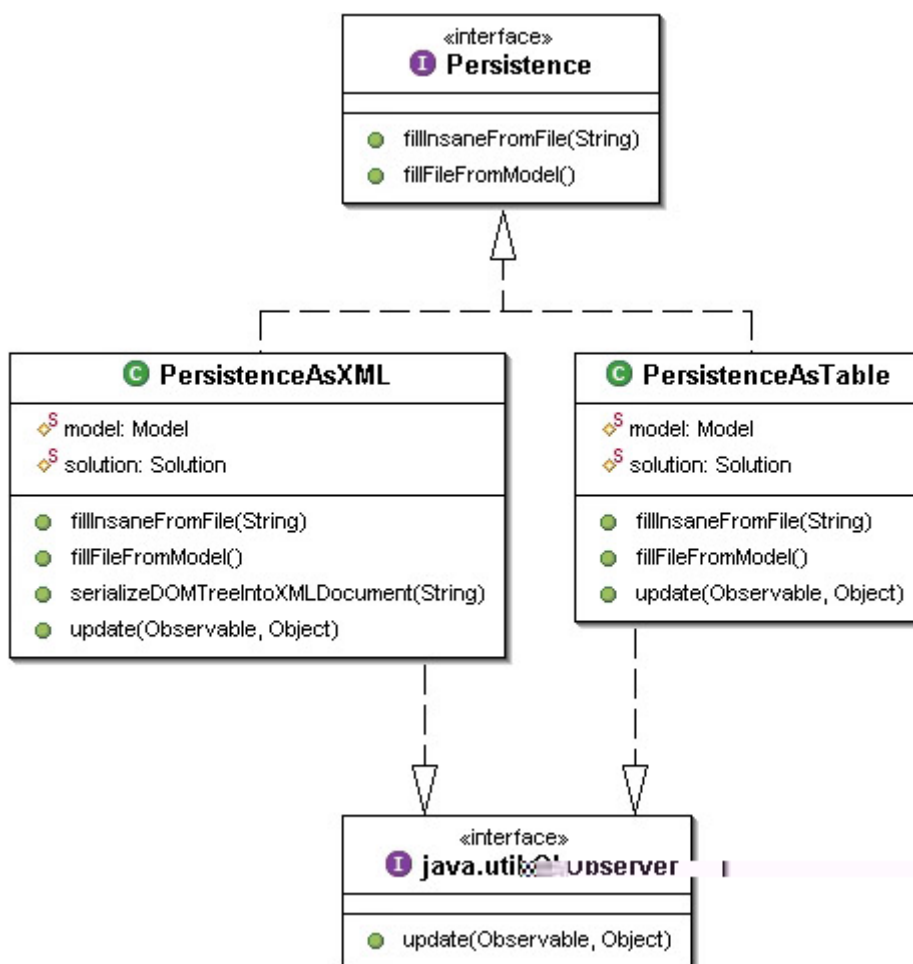 «interface»
I Persistence
fillInsaneFromFile(String)
fillFileFromModel()
C PersistenceAsXML
S model: Model
S solution: Solution
fillInsaneFromFile(String)
fillFileFromModel()
serializeDOMTreeIntoXMLDocument(String)
update(Observable, Object)
C PersistenceAsTable
S model: Model
S solution: Solution
fillInsaneFromFile(String)
fillFileFromModel()
update(Observable, Object)
«interface»
I
update(Observable, Object)